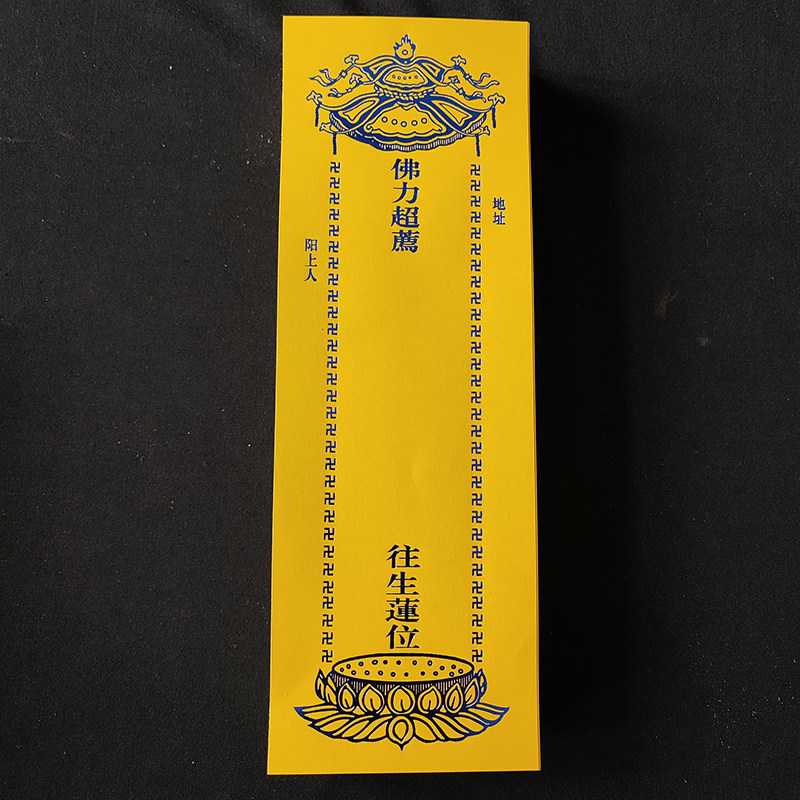 地址
佛力超薦
往生蓮位
阳上人